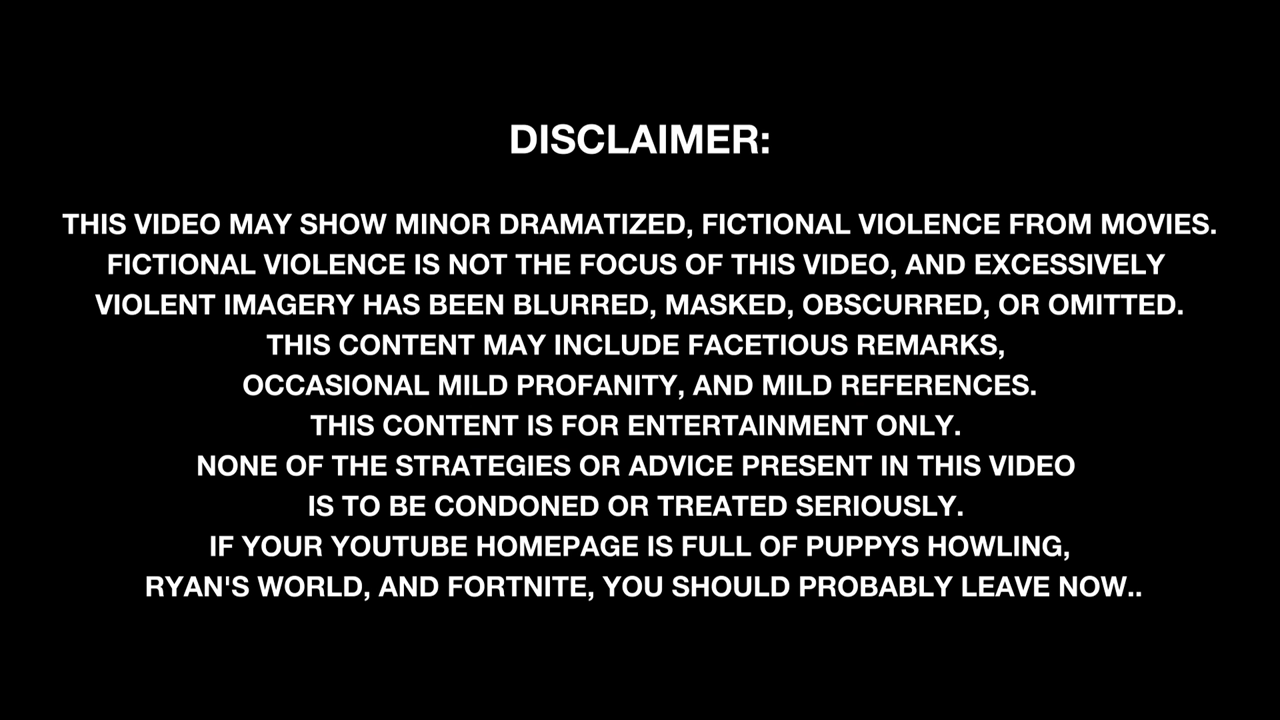 DISCLAIMER:
THIS VIDEO MAY SHOW MINOR DRAMATIZED, FICTIONAL VIOLENCE FROM MOVIES.
FICTIONAL VIOLENCE IS NOT THE FOCUS OF THIS VIDEO, AND EXCESSIVELY
VIOLENT IMAGERY HAS BEEN BLURRED, MASKED, OBSCURRED, OR OMITTED.
THIS CONTENT MAY INCLUDE FACETIOUS REMARKS,
OCCASIONAL MILD PROFANITY, AND MILD REFERENCES.
THIS CONTENT IS FOR ENTERTAINMENT ONLY.
NONE OF THE STRATEGIES OR ADVICE PRESENT IN THIS VIDEO
IS TO BE CONDONED OR TREATED SERIOUSLY.
IF YOUR YOUTUBE HOMEPAGE IS FULL OF PUPPYS HOWLING,
RYAN'S WORLD, AND FORTNITE, YOU SHOULD PROBABLY LEAVE NOW..